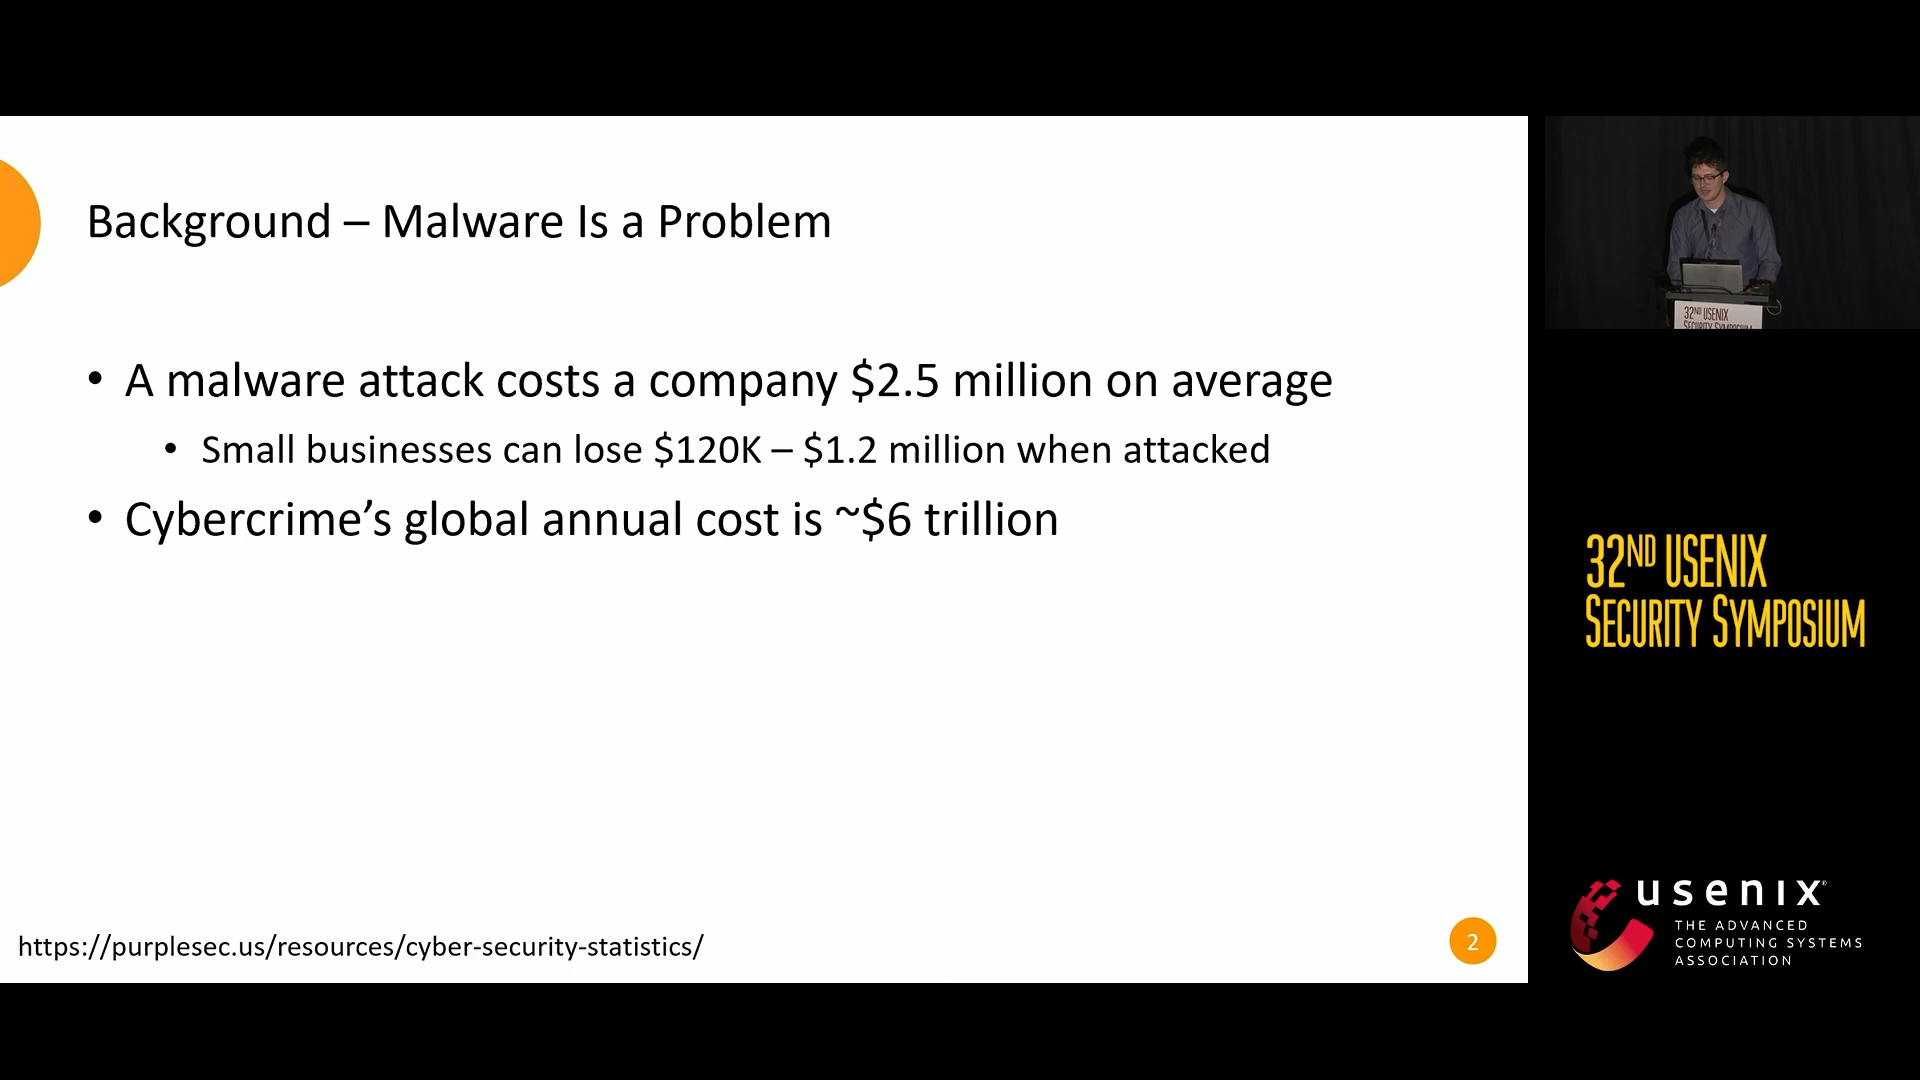 Background – Malware Is a Problem
• A malware attack costs a company $2.5 million on average
• Small businesses can lose $120K – $1.2 million when attacked
• Cybercrime’s global annual cost is ~$6 trillion
https://purplesec.us/resources/cyber-security-statistics/
2
32ND USENIX
SECURITY SYMPOSIUM
32ND USENIX
SECURITY SYMPOSIUM
usenix®
THE ADVANCED
COMPUTING SYSTEMS
ASSOCIATION